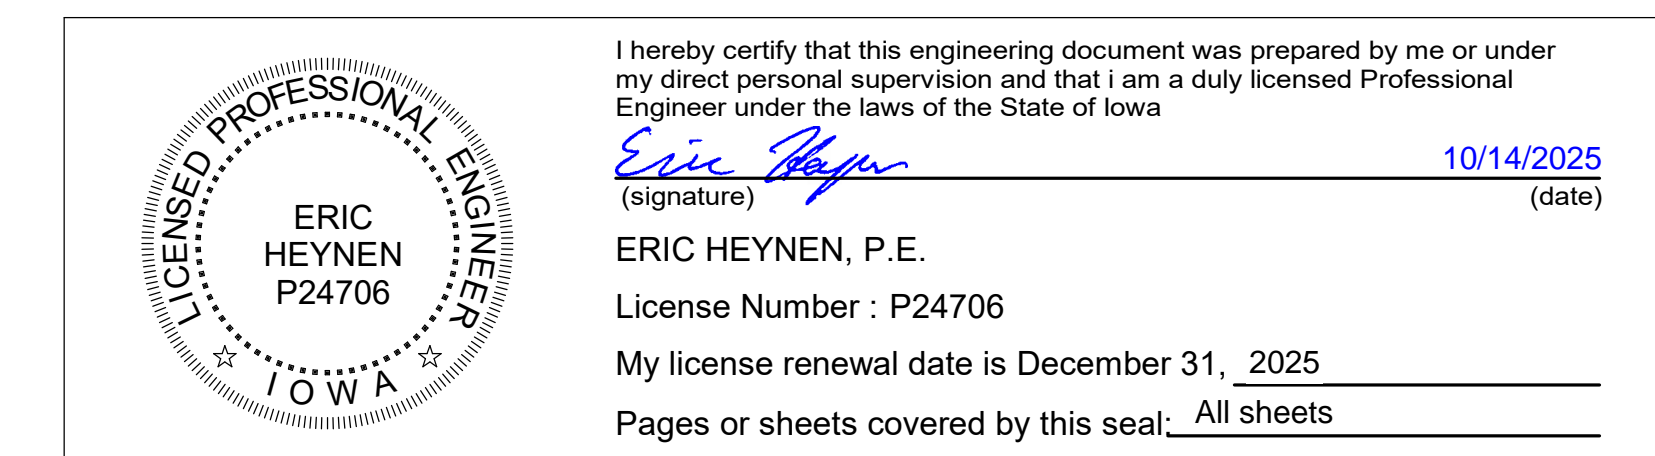 LICENSED PROFESSIONAL ENGINEER
IOWA
ERIC
HEYNEN
P24706
I hereby certify that this engineering document was prepared by me or under
my direct personal supervision and that i am a duly licensed Professional
Engineer under the laws of the State of Iowa
Eric Heynen 10/14/2025
(signature) (date)
ERIC HEYNEN, P.E.
License Number : P24706
My license renewal date is December 31, 2025
Pages or sheets covered by this seal: All sheets